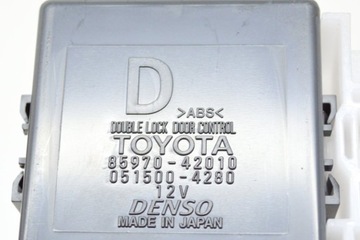 D
>ABS<
DOUBLE LOCK DOOR CONTROL
TOYOTA
85970-42010
051500-4280
12V
DENSO
MADE IN JAPAN